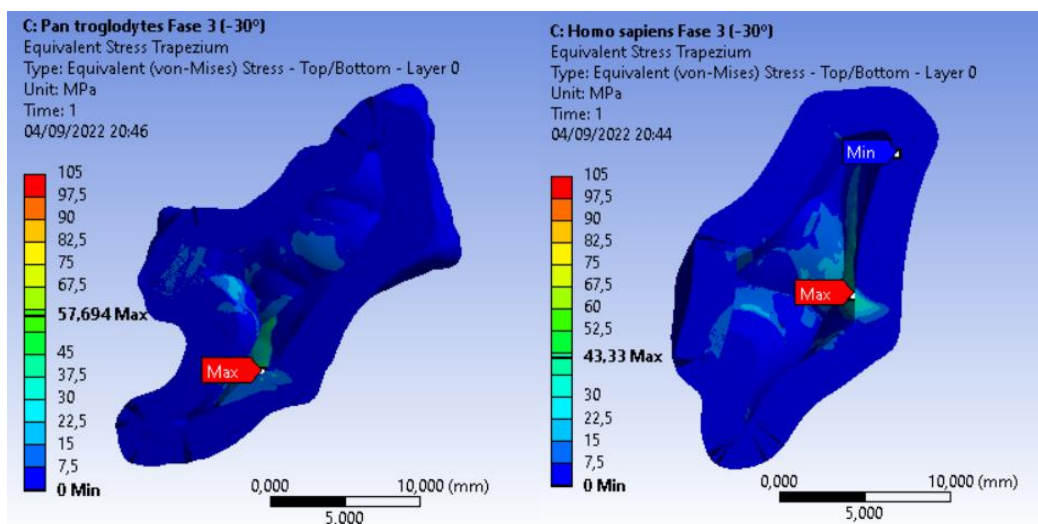 C: Pan troglodytes Fase 3 (-30º)
Equivalent Stress Trapezium
Type: Equivalent (von-Mises) Stress - Top/Bottom - Layer 0
Unit: MPa
Time: 1
04/09/2022 20:46
105
97,5
90
82,5
75
67,5
57,694 Max
45
37,5
30
22,5
15
7,5
0 Min
Max
0,000
10,000 (mm)
5,000
C: Homo sapiens Fase 3 (-30º)
Equivalent Stress Trapezium
Type: Equivalent (von-Mises) Stress - Top/Bottom - Layer 0
Unit: MPa
Time: 1
04/09/2022 20:44
105
97,5
90
82,5
75
67,5
60
52,5
43,33 Max
30
22,5
15
7,5
0 Min
Min
Max
0,000
10,000 (mm)
5,000